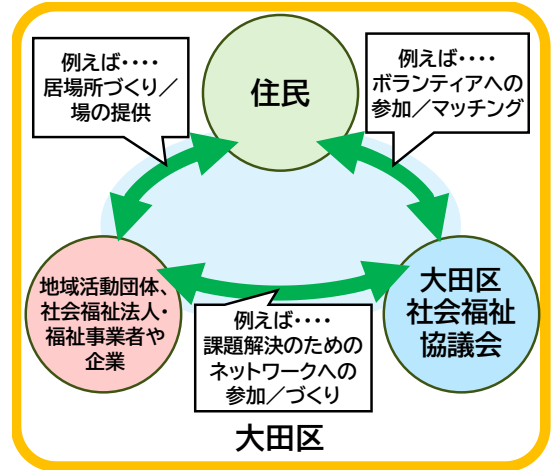 例えば････
居場所づくり／
場の提供
住民
例えば････
ボランティアへの
参加／マッチング
地域活動団体、
社会福祉法人・
福祉事業者や
企業
例えば････
課題解決のための
ネットワークへの
参加／づくり
大田区
社会福祉
協議会
大田区